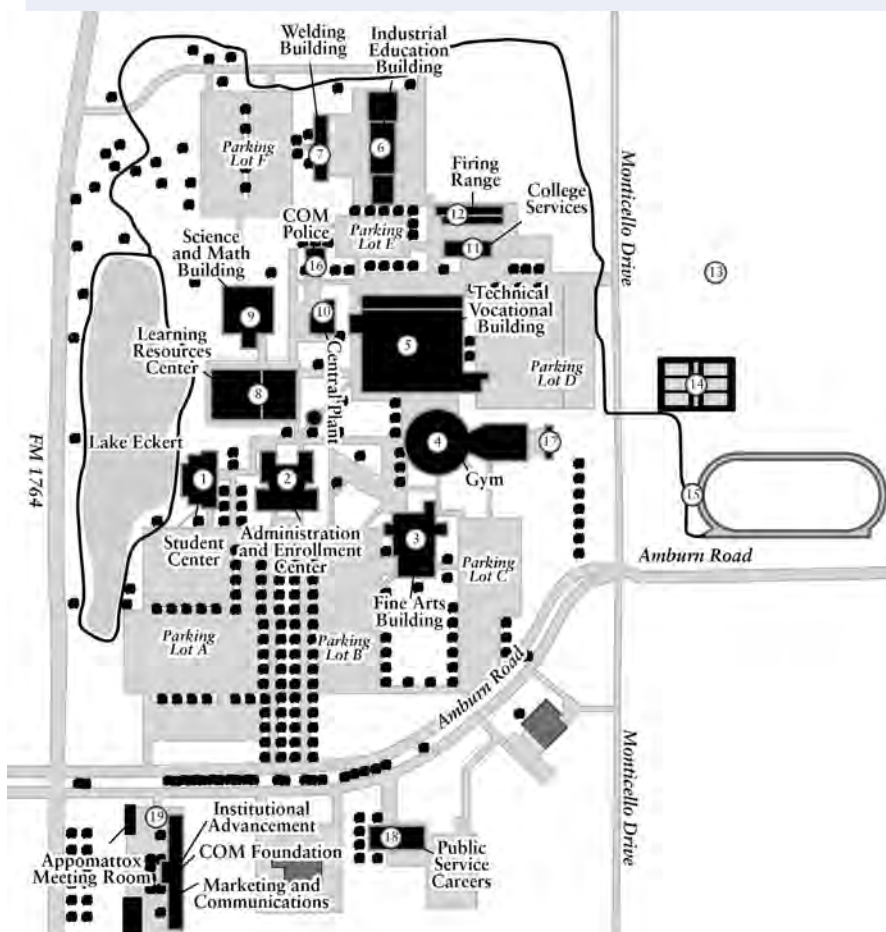 Welding
Building
Industrial
Education
Building
Parking
Lot F
7
6
Firing
Range
College
Services
12
11
COM
Police
Parking
Lot E
16
Science
and Math
Building
9
10
Central Plant
Technical
Vocational
Building
5
Monticello Drive
13
Learning
Resources
Center
8
Parking
Lot D
14
Lake Eckert
FM 1764
4
Gym
17
15
1
2
Student
Center
Administration
and Enrollment
Center
3
Fine Arts
Building
Parking
Lot C
Amburn Road
Parking
Lot A
Parking
Lot B
Amburn Road
Monticello Drive
19
Institutional
Advancement
COM Foundation
Marketing and
Communications
Appomattox
Meeting Room
18
Public
Service
Careers